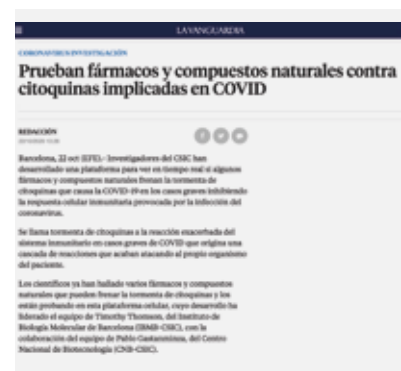 LAVANGUARDIA
CORONAVIRUS INVESTIGACIÓN
Prueban fármacos y compuestos naturales contra
citoquinas implicadas en COVID
REDACCIÓN
Barcelona, 22 oct (EFE).- Investigadores del CSIC han
desarrollado una plataforma para ver en tiempo real si algunos
fármacos y compuestos naturales frenan la tormenta de
citoquinas que causa la COVID-19 en los casos graves inhibiendo
la respuesta celular inmunitaria provocada por la infección del
coronavirus.
Se llama tormenta de citoquinas a la reacción exacerbada del
sistema inmunitario en casos graves de COVID que origina una
cascada de reacciones que acaban atacando al propio organismo
del paciente.
Los científicos ya han hallado varios fármacos y compuestos
naturales que pueden frenar la tormenta de citoquinas y los
están probando en esta plataforma celular, cuyo desarrollo ha
liderado el equipo de Timothy Thomson, del Instituto de
Biología Molecular de Barcelona (IBMB-CSIC), con la
colaboración del equipo de Pablo Gastaminza, del Centro
Nacional de Biotecnología (CNB-CSIC).